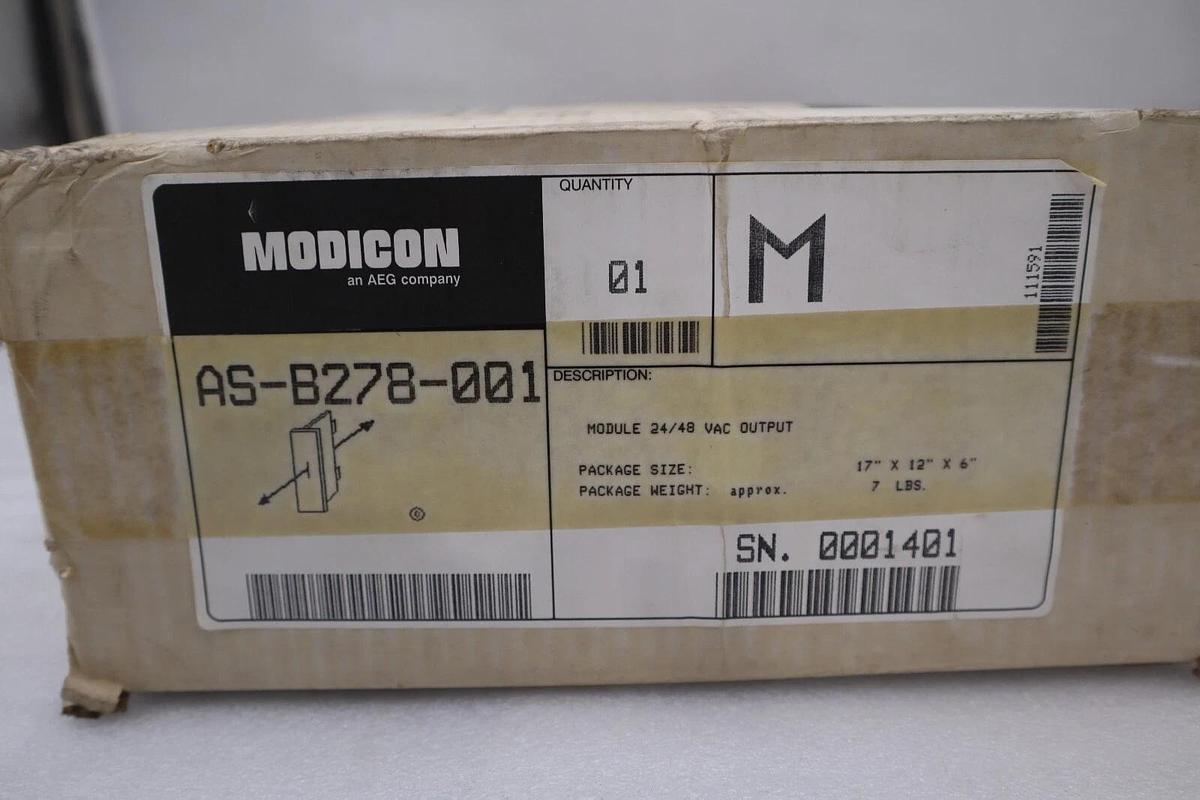 MODICON
an AEG company
QUANTITY
01
M
111591
AS-B278-001
DESCRIPTION:
MODULE 24/48 VAC OUTPUT
PACKAGE SIZE: 17" X 12" X 6"
PACKAGE WEIGHT: approx. 7 LBS.
SN. 0001401